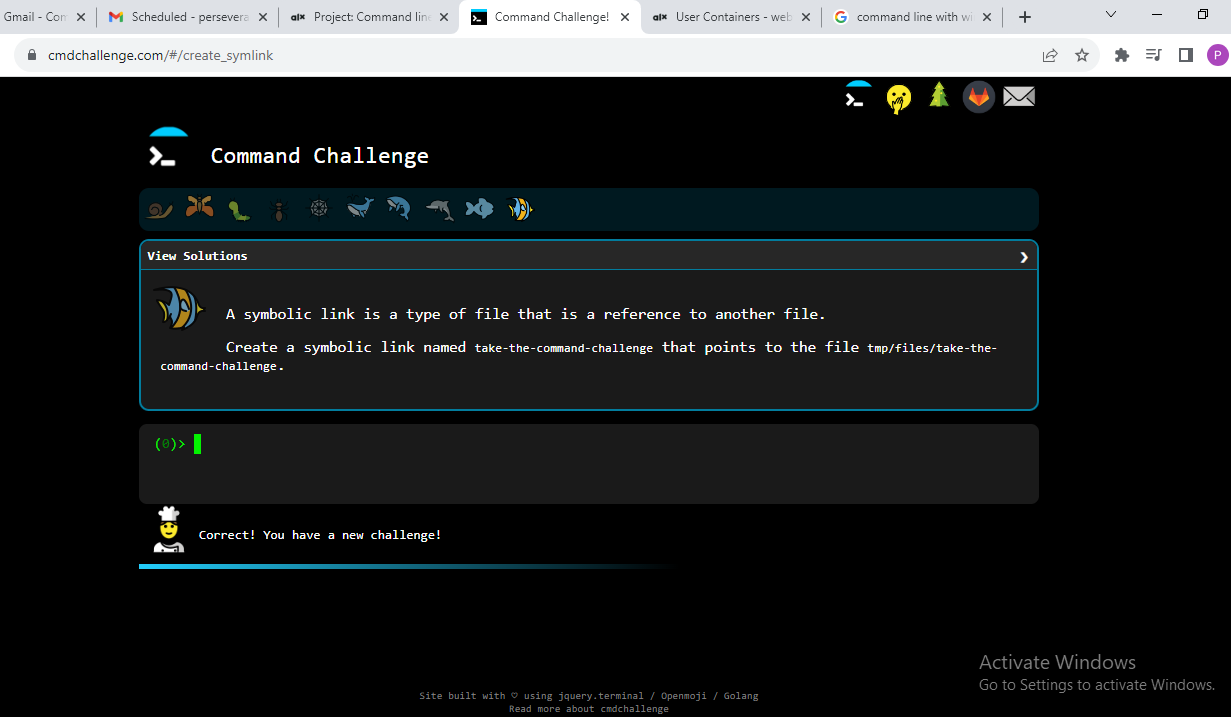 Gmail - Con
Scheduled - persevera
alx Project: Command line
Command Challenge!
alx User Containers - web
command line with wi
cmdchallenge.com/#/create_symlink
P
Command Challenge
View Solutions
A symbolic link is a type of file that is a reference to another file.
Create a symbolic link named take-the-command-challenge that points to the file tmp/files/take-the-
command-challenge.
(0)>
Correct! You have a new challenge!
Activate Windows
Go to Settings to activate Windows.
Site built with ♡ using jquery.terminal / Openmoji / Golang
Read more about cmdchallenge